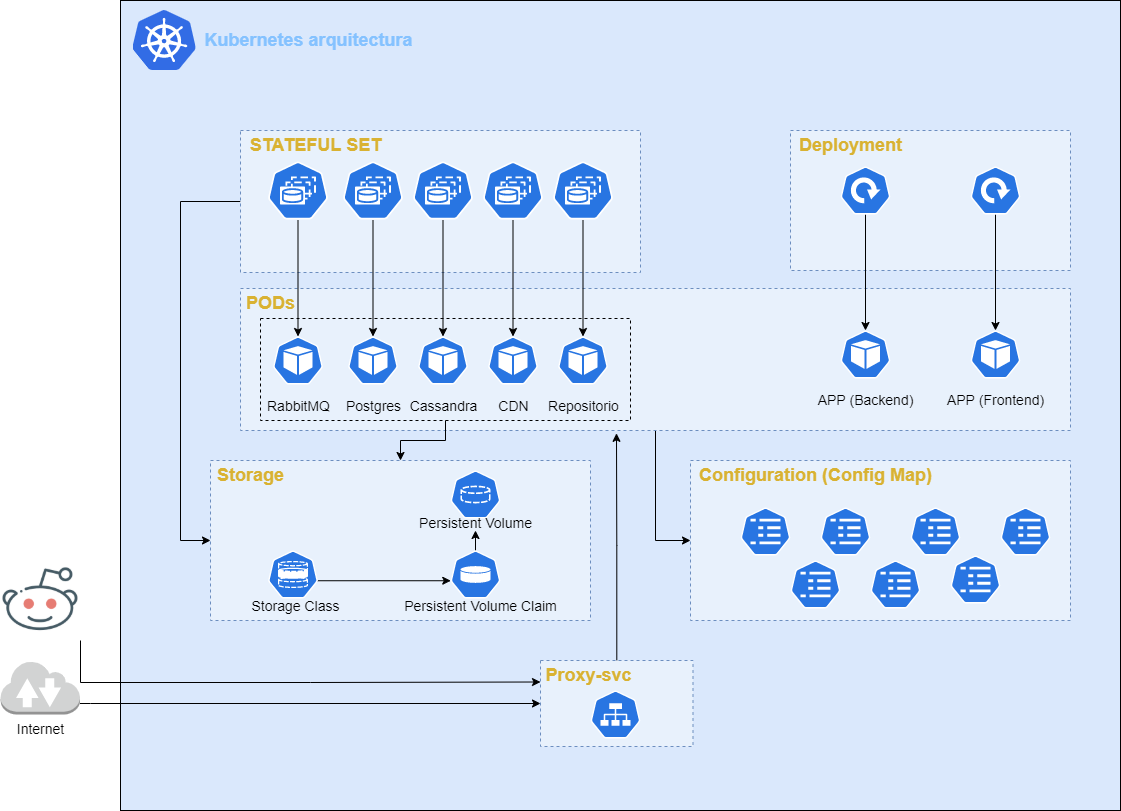 Kubernetes arquitectura
STATEFUL SET
Deployment
PODs
RabbitMQ
Postgres
Cassandra
CDN
Repositorio
APP (Backend)
APP (Frontend)
Storage
Persistent Volume
Storage Class
Persistent Volume Claim
Configuration (Config Map)
Proxy-svc
Internet